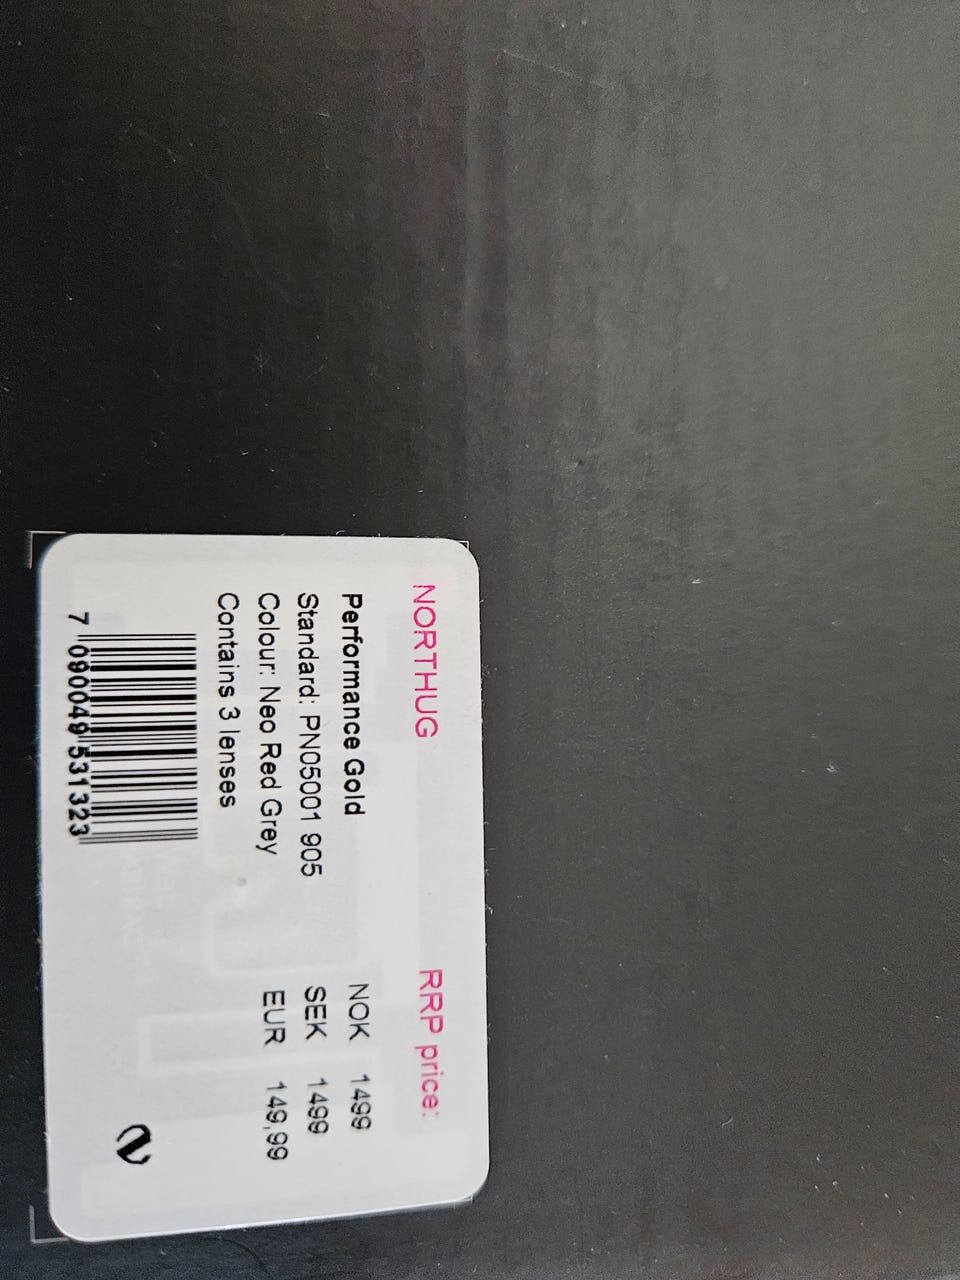 NORTHUG
Performance Gold
Standard: PN05001 905
Colour: Neo Red Grey
Contains 3 lenses
7 090049 531323
RRP price:
NOK 1499
SEK 1499
EUR 149,99